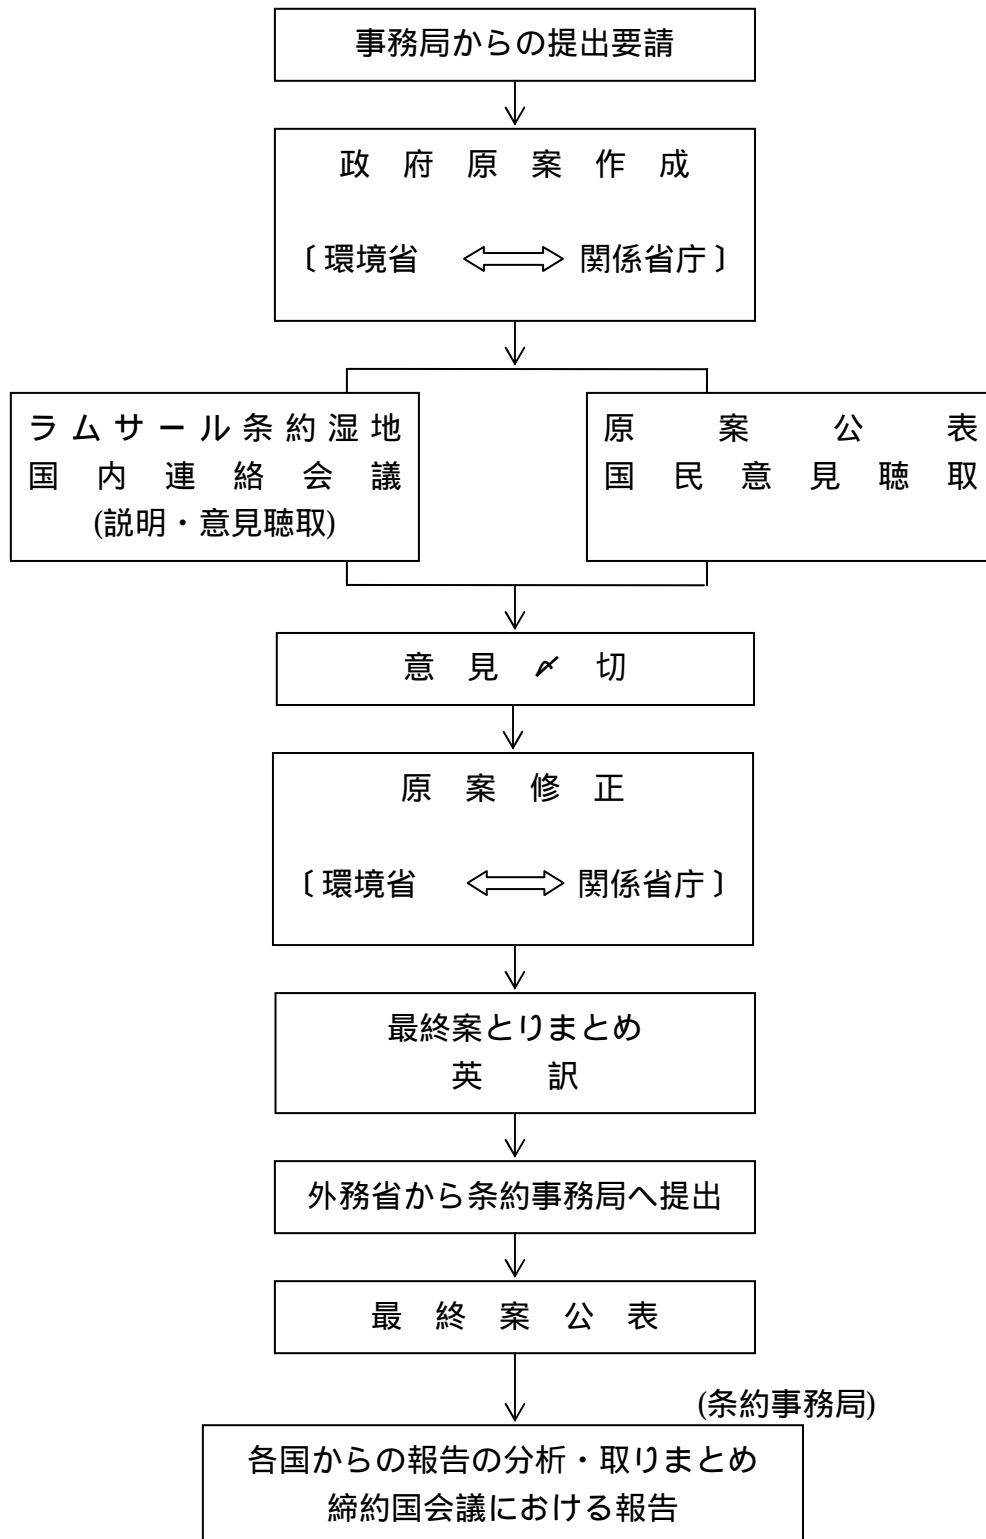 事務局からの提出要請
政府原案作成
〔環境省 関係省庁〕
ラムサール条約湿地
国内連絡会議
(説明・意見聴取)
原案公表
国民意見聴取
意見〆切
原案修正
〔環境省 関係省庁〕
最終案とりまとめ
英訳
外務省から条約事務局へ提出
最終案公表
(条約事務局)
各国からの報告の分析・取りまとめ
締約国会議における報告